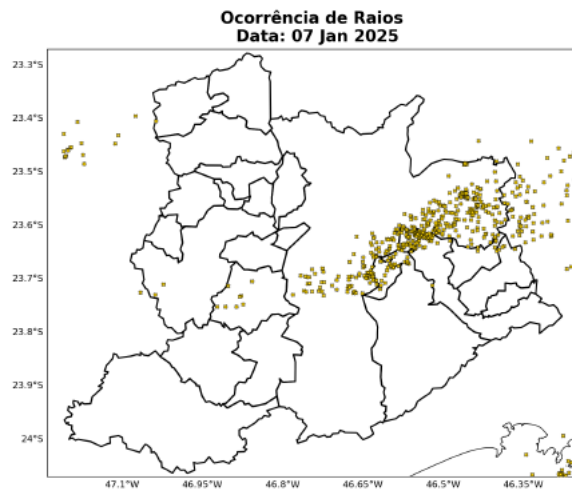 Ocorrência de Raios
Data: 07 Jan 2025
23.3°S
23.4°S
23.5°S
23.6°S
23.7°S
23.8°S
23.9°S
24°S
47.1°W
46.95°W
46.8°W
46.65°W
46.5°W
46.35°W